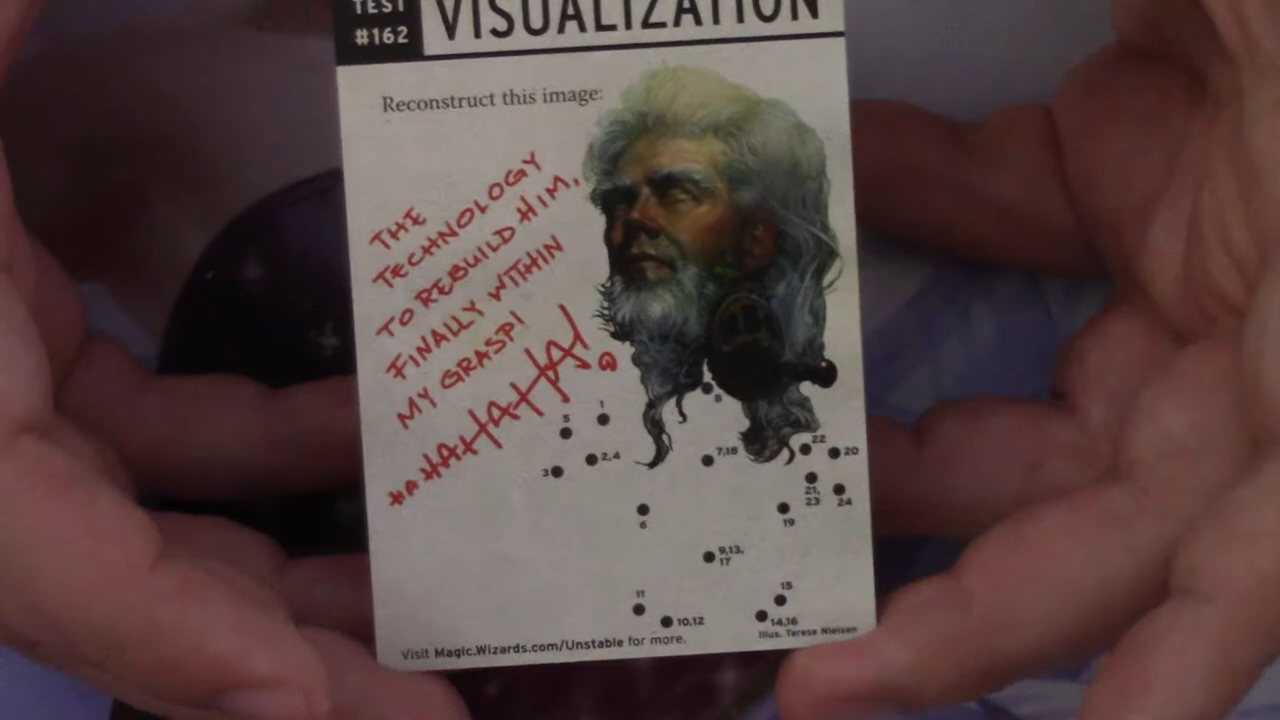 TEST
#162
VISUALIZATION
Reconstruct this image:
THE
TECHNOLOGY
TO REBUILD HIM,
FINALLY WITHIN
MY GRASP!
HAHAHAHA!
1
5
3
2,4
8
7,18
22
20
21,
23
24
6
19
9,13,
17
11
10,12
15
14,16
Illus. Terese Nielsen
Visit Magic.Wizards.com/Unstable for more.